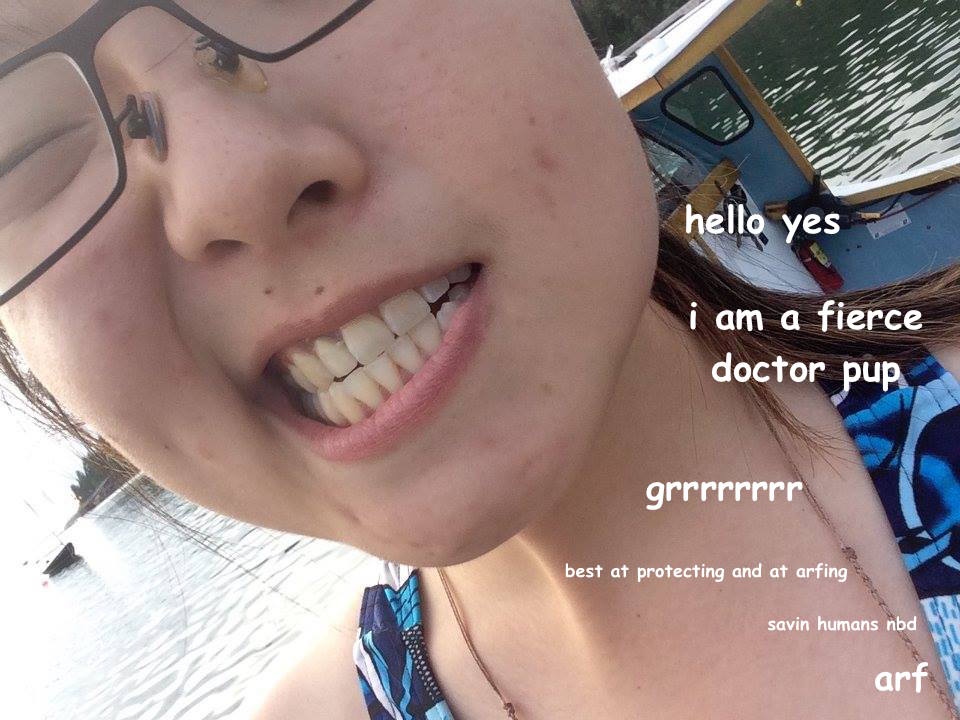 hello yes
i am a fierce
doctor pup
grrrrrrrr
best at protecting and at arfing
savin humans nbd
arf